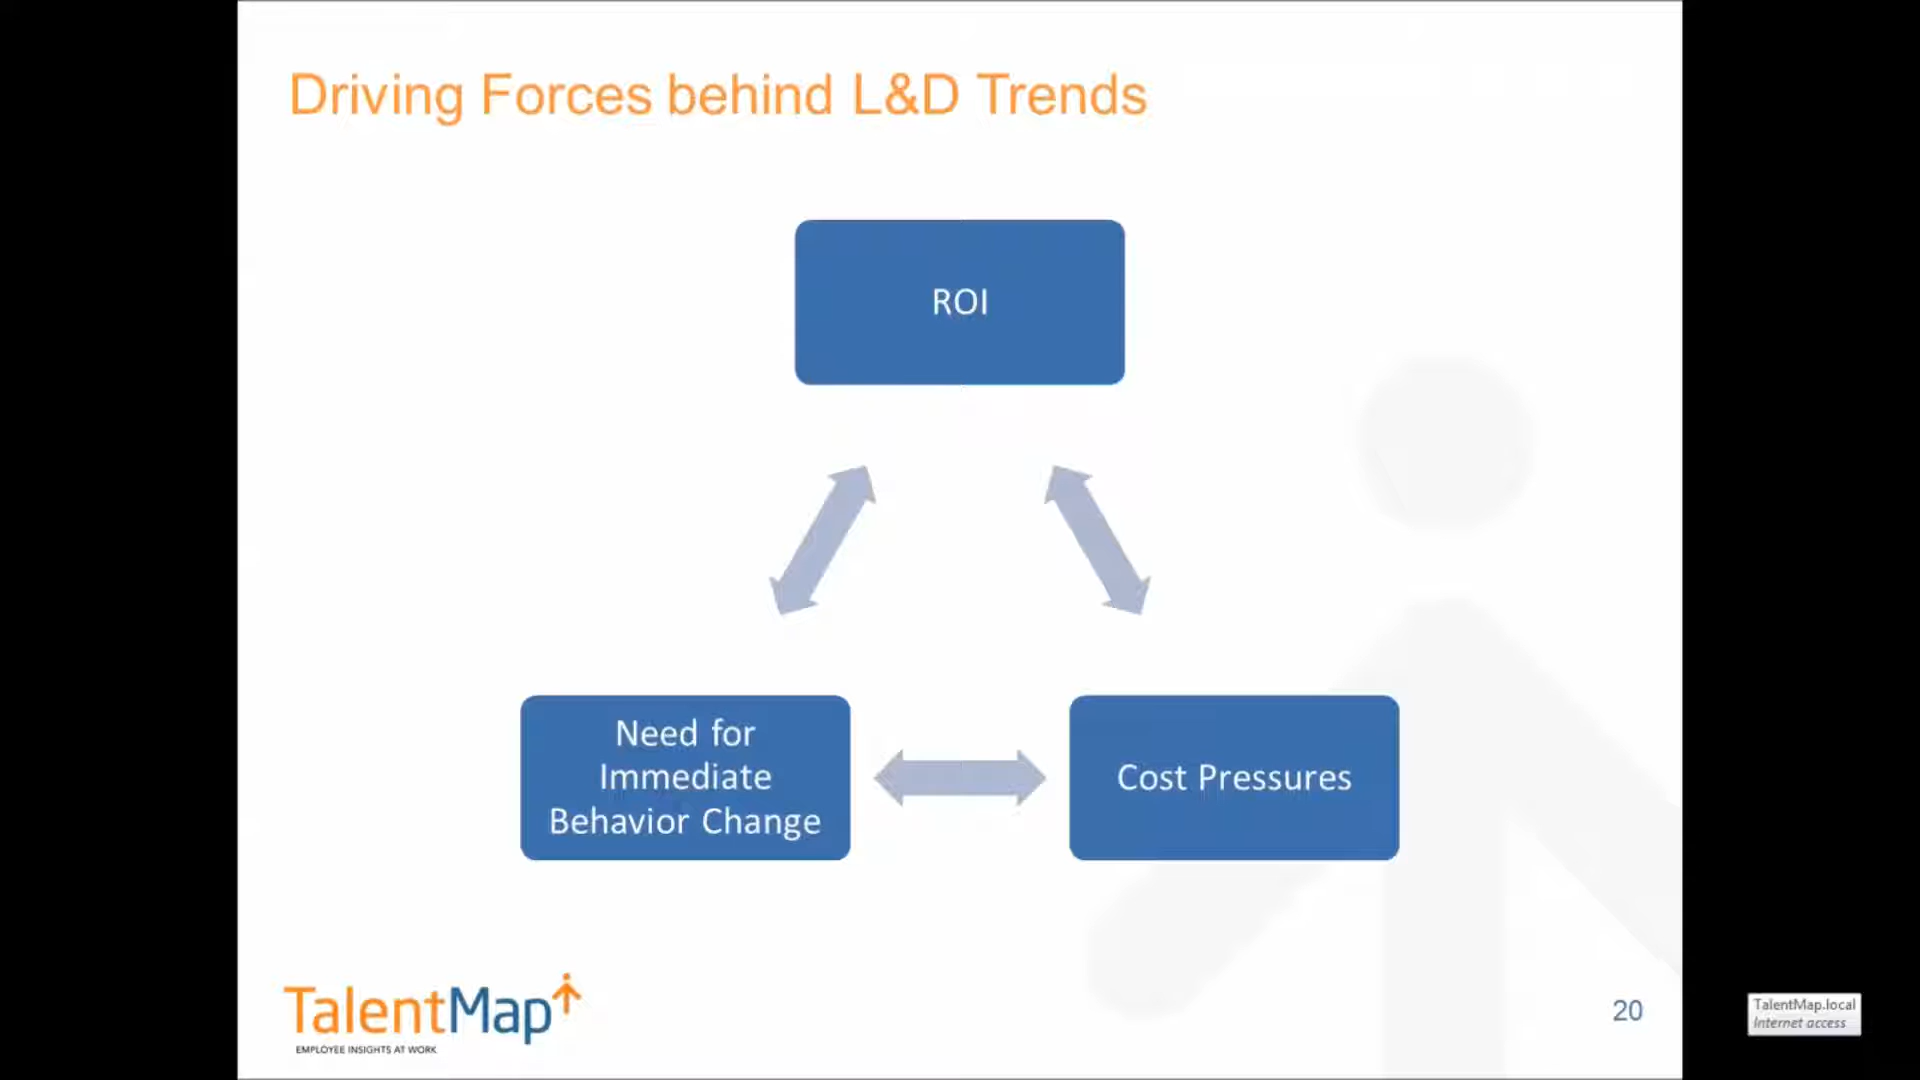 Driving Forces behind L&D Trends
ROI
Need for
Immediate
Behavior Change
Cost Pressures
TalentMap
EMPLOYEE INSIGHTS AT WORK
20
TalentMap.local
Internet access